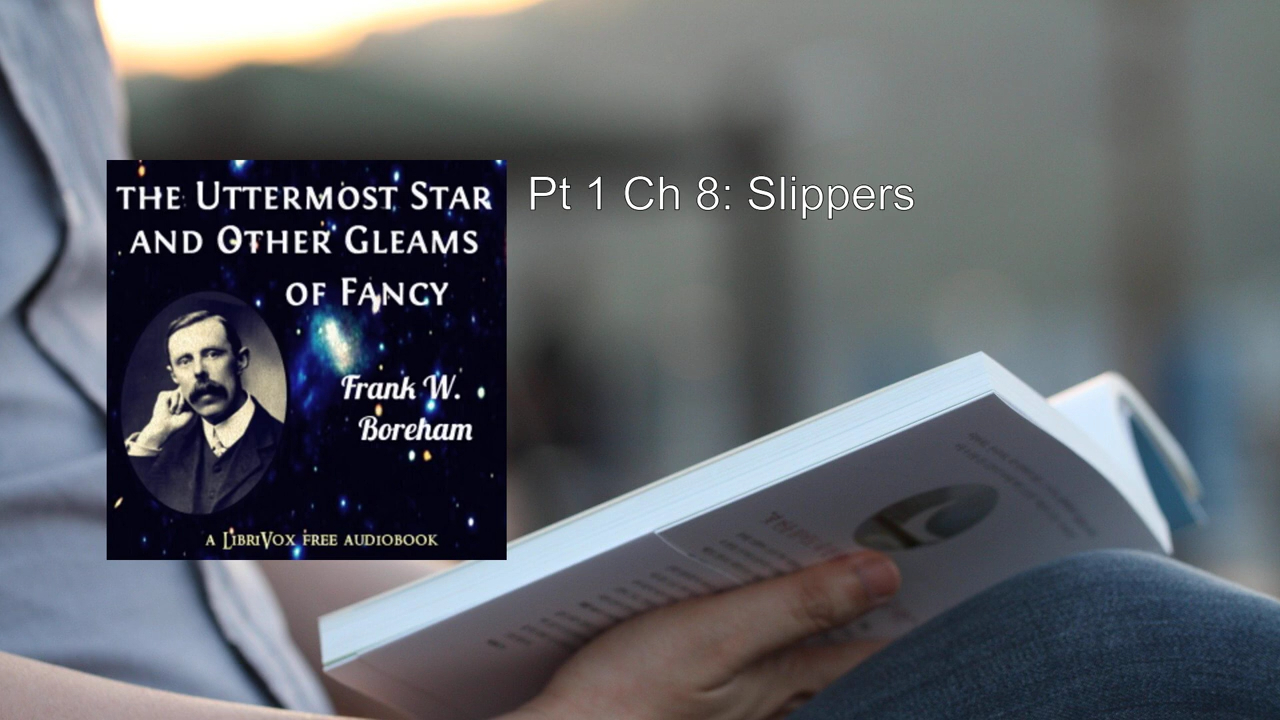 THE UTTERMOST STAR
AND OTHER GLEAMS
OF FANCY
Frank W.
Boreham
A LIBRIVOX FREE AUDIOBOOK
Pt 1 Ch 8: Slippers